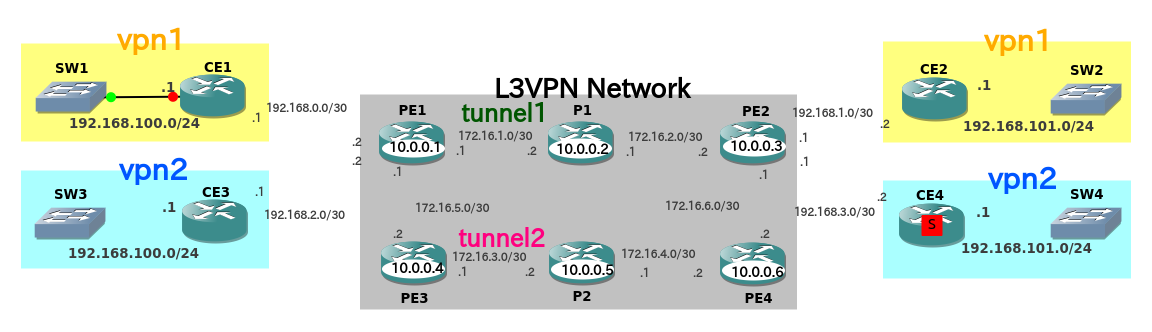 vpn1
SW1
CE1
.1
192.168.100.0/24
.1
192.168.0.0/30
vpn2
SW3
CE3
.1
.1
192.168.100.0/24
192.168.2.0/30
L3VPN Network
tunnel1
PE1
P1
PE2
10.0.0.1
10.0.0.2
10.0.0.3
172.16.1.0/30
172.16.2.0/30
.2
.2
.1
.1
.2
.1
.2
.1
.1
.1
172.16.5.0/30
172.16.6.0/30
tunnel2
.2
.2
172.16.3.0/30
172.16.4.0/30
10.0.0.4
10.0.0.5
10.0.0.6
.1
.2
.1
.2
PE3
P2
PE4
vpn1
CE2
SW2
.1
192.168.1.0/30
.2
192.168.101.0/24
vpn2
CE4
SW4
S
.1
.2
192.168.3.0/30
192.168.101.0/24